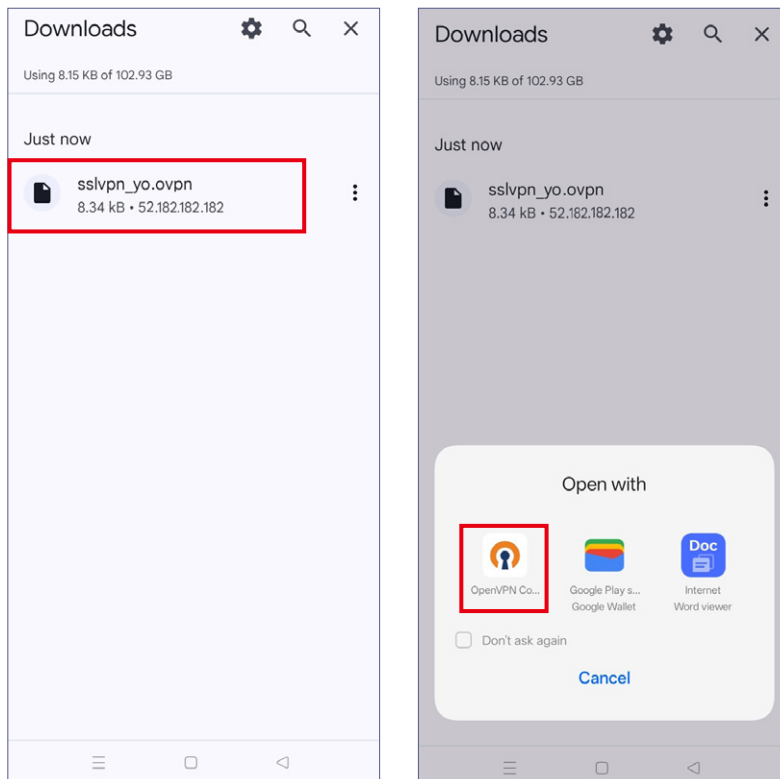 Downloads
Using 8.15 KB of 102.93 GB
Just now
sslvpn_yo.ovpn
8.34 kB • 52.182.182.182
Downloads
Using 8.15 KB of 102.93 GB
Just now
sslvpn_yo.ovpn
8.34 kB • 52.182.182.182
Open with
OpenVPN Co...
Google Play s...
Google Wallet
Doc
Internet
Word viewer
Don't ask again
Cancel